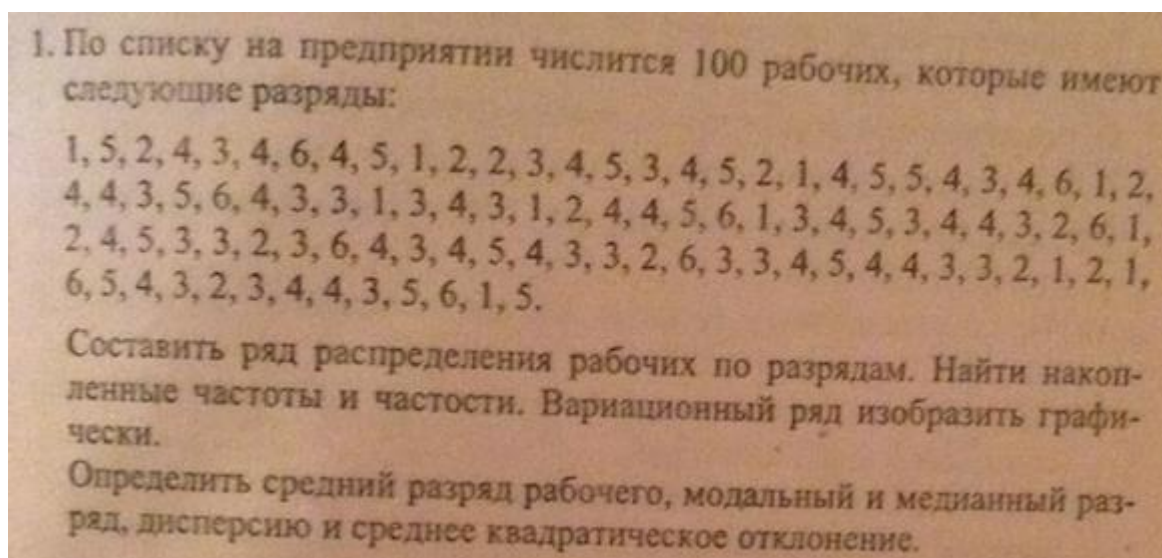 1. По списку на предприятии числится 100 рабочих, которые имеют
следующие разряды:
1, 5, 2, 4, 3, 4, 6, 4, 5, 1, 2, 2, 3, 4, 5, 3, 4, 5, 2, 1, 4, 5, 5, 4, 3, 4, 6, 1, 2,
4, 4, 3, 5, 6, 4, 3, 3, 1, 3, 4, 3, 1, 2, 4, 4, 5, 6, 1, 3, 4, 5, 3, 4, 4, 3, 2, 6, 1,
2, 4, 5, 3, 3, 2, 3, 6, 4, 3, 4, 5, 4, 3, 3, 2, 6, 3, 3, 4, 5, 4, 4, 3, 3, 2, 1, 2, 1,
6, 5, 4, 3, 2, 3, 4, 4, 3, 5, 6, 1, 5.
Составить ряд распределения рабочих по разрядам. Найти накоп-
ленные частоты и частости. Вариационный ряд изобразить графи-
чески.
Определить средний разряд рабочего, модальный и медианный раз-
ряд, дисперсию и среднее квадратическое отклонение.